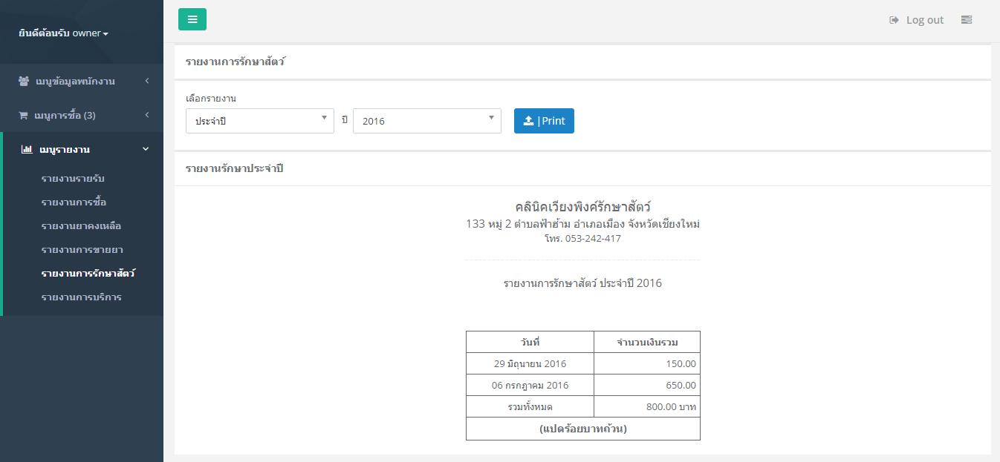 ยินดีต้อนรับ owner
Log out
เมนูข้อมูลพนักงาน
เมนูการซื้อ (3)
เมนูรายงาน
รายงานรายรับ
รายงานการซื้อ
รายงานยาคงเหลือ
รายงานการขายยา
รายงานการรักษาสัตว์
รายงานการบริการ
รายงานการรักษาสัตว์
เลือกรายงาน
ประจำปี ปี 2016 |Print
รายงานรักษาประจำปี
คลินิคเวียงพิงค์รักษาสัตว์
133 หมู่ 2 ตำบลฟ้าฮ้าม อำเภอเมือง จังหวัดเชียงใหม่
โทร. 053-242-417
รายงานการรักษาสัตว์ ประจำปี 2016
วันที่ จำนวนเงินรวม
29 มิถุนายน 2016 150.00
06 กรกฎาคม 2016 650.00
รวมทั้งหมด 800.00 บาท
(แปดร้อยบาทถ้วน)